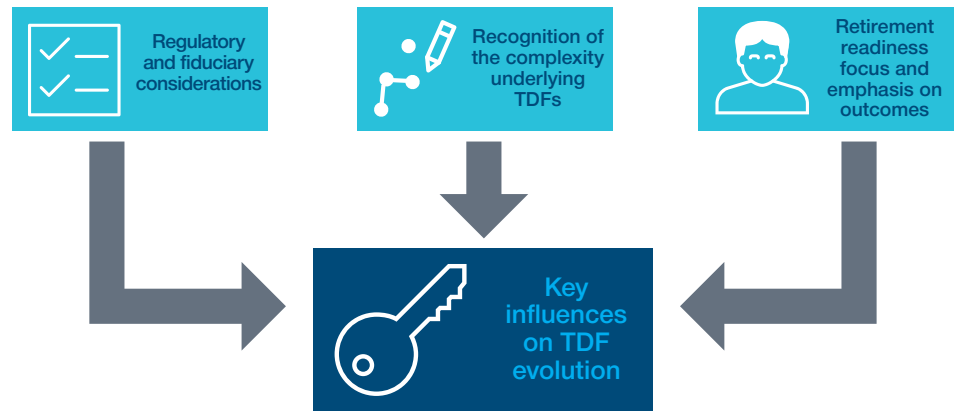 Regulatory
and fiduciary
considerations
Recognition of
the complexity
underlying
TDFs
Retirement
readiness
focus and
emphasis on
outcomes
Key
influences
on TDF
evolution